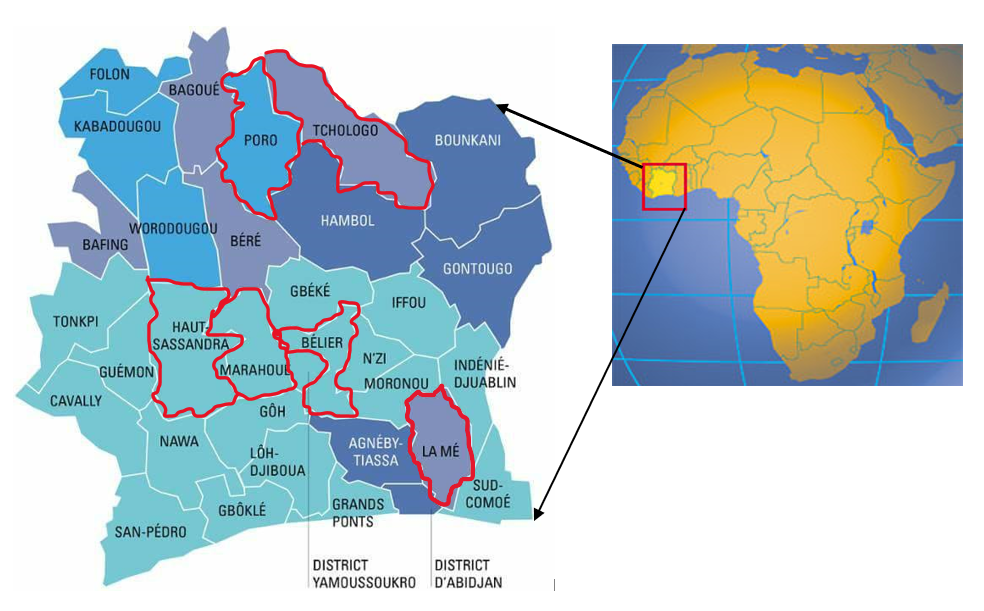 FOLON
BAGOUÉ
KABADOUGOU
PORO
TCHOLOGO
BOUNKANI
WORODOUGOU
HAMBOL
BAFING
BÉRÉ
GONTOUGO
GBÉKÉ
IFFOU
TONKPI
HAUT-
SASSANDRA
BÉLIER
N'ZI
GUÉMON
MARAHOUE
MORONOU
INDÉNIÉ-
DJUABLIN
CAVALLY
GÔH
NAWA
AGNÉBY-
TIASSA
LA MÉ
LÔH-
DJIBOUA
SUD-
COMOÉ
GBÔKLÉ
GRANDS
PONTS
SAN-PÉDRO
DISTRICT
YAMOUSSOUKRO
DISTRICT
D'ABIDJAN